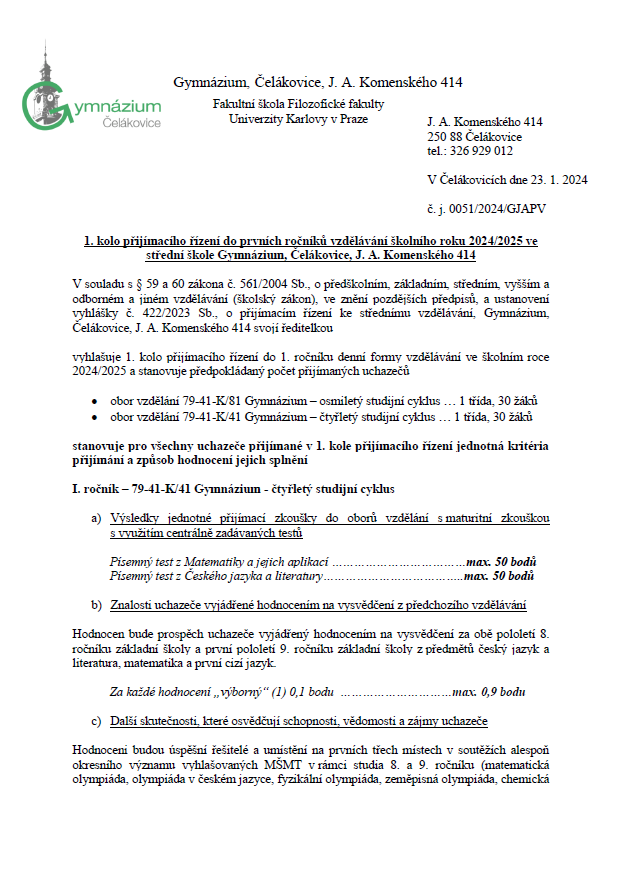 Gymnázium
Čelákovice
Gymnázium, Čelákovice, J. A. Komenského 414
Fakultní škola Filozofické fakulty
Univerzity Karlovy v Praze
J. A. Komenského 414
250 88 Čelákovice
tel.: 326 929 012
V Čelákovicích dne 23. 1. 2024
č. j. 0051/2024/GJAPV
1. kolo přijímacího řízení do prvních ročníků vzdělávání školního roku 2024/2025 ve
střední škole Gymnázium, Čelákovice, J. A. Komenského 414
V souladu s § 59 a 60 zákona č. 561/2004 Sb., o předškolním, základním, středním, vyšším a
odborném a jiném vzdělávání (školský zákon), ve znění pozdějších předpisů, a ustanovení
vyhlášky č. 422/2023 Sb., o přijímacím řízení ke střednímu vzdělávání, Gymnázium,
Čelákovice, J. A. Komenského 414 svojí ředitelkou
vyhlašuje 1. kolo přijímacího řízení do 1. ročníku denní formy vzdělávání ve školním roce
2024/2025 a stanovuje předpokládaný počet přijímaných uchazečů
• obor vzdělání 79-41-K/81 Gymnázium – osmiletý studijní cyklus … 1 třída, 30 žáků
• obor vzdělání 79-41-K/41 Gymnázium – čtyřletý studijní cyklus … 1 třída, 30 žáků
stanovuje pro všechny uchazeče přijímané v 1. kole přijímacího řízení jednotná kritéria
přijímání a způsob hodnocení jejich splnění
I. ročník – 79-41-K/41 Gymnázium - čtyřletý studijní cyklus
a) Výsledky jednotné přijímací zkoušky do oborů vzdělání s maturitní zkouškou
s využitím centrálně zadávaných testů
Písemný test z Matematiky a jejich aplikací ………………………………max. 50 bodů
Písemný test z Českého jazyka a literatury………………………………..max. 50 bodů
b) Znalosti uchazeče vyjádřené hodnocením na vysvědčení z předchozího vzdělávání
Hodnocen bude prospěch uchazeče vyjádřený hodnocením na vysvědčení za obě pololetí 8.
ročníku základní školy a první pololetí 9. ročníku základní školy z předmětů český jazyk a
literatura, matematika a první cizí jazyk.
Za každé hodnocení „výborný“ (1) 0,1 bodu …………………………max. 0,9 bodu
c) Další skutečnosti, které osvědčují schopnosti, vědomosti a zájmy uchazeče
Hodnoceni budou úspěšní řešitelé a umístění na prvních třech místech v soutěžích alespoň
okresního významu vyhlašovaných MŠMT v rámci studia 8. a 9. ročníku (matematická
olympiáda, olympiáda v českém jazyce, fyzikální olympiáda, zeměpisná olympiáda, chemická